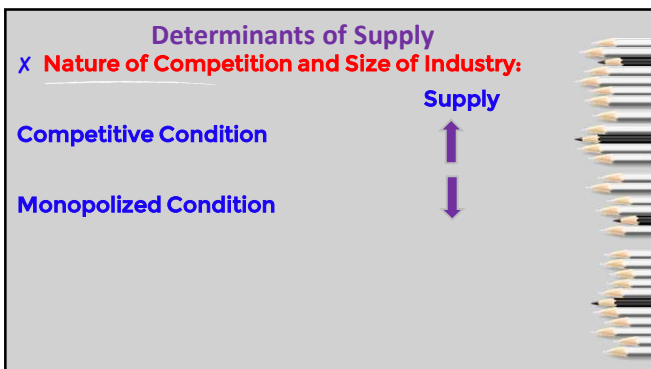 Determinants of Supply
✗ Nature of Competition and Size of Industry:
Supply
Competitive Condition
Monopolized Condition